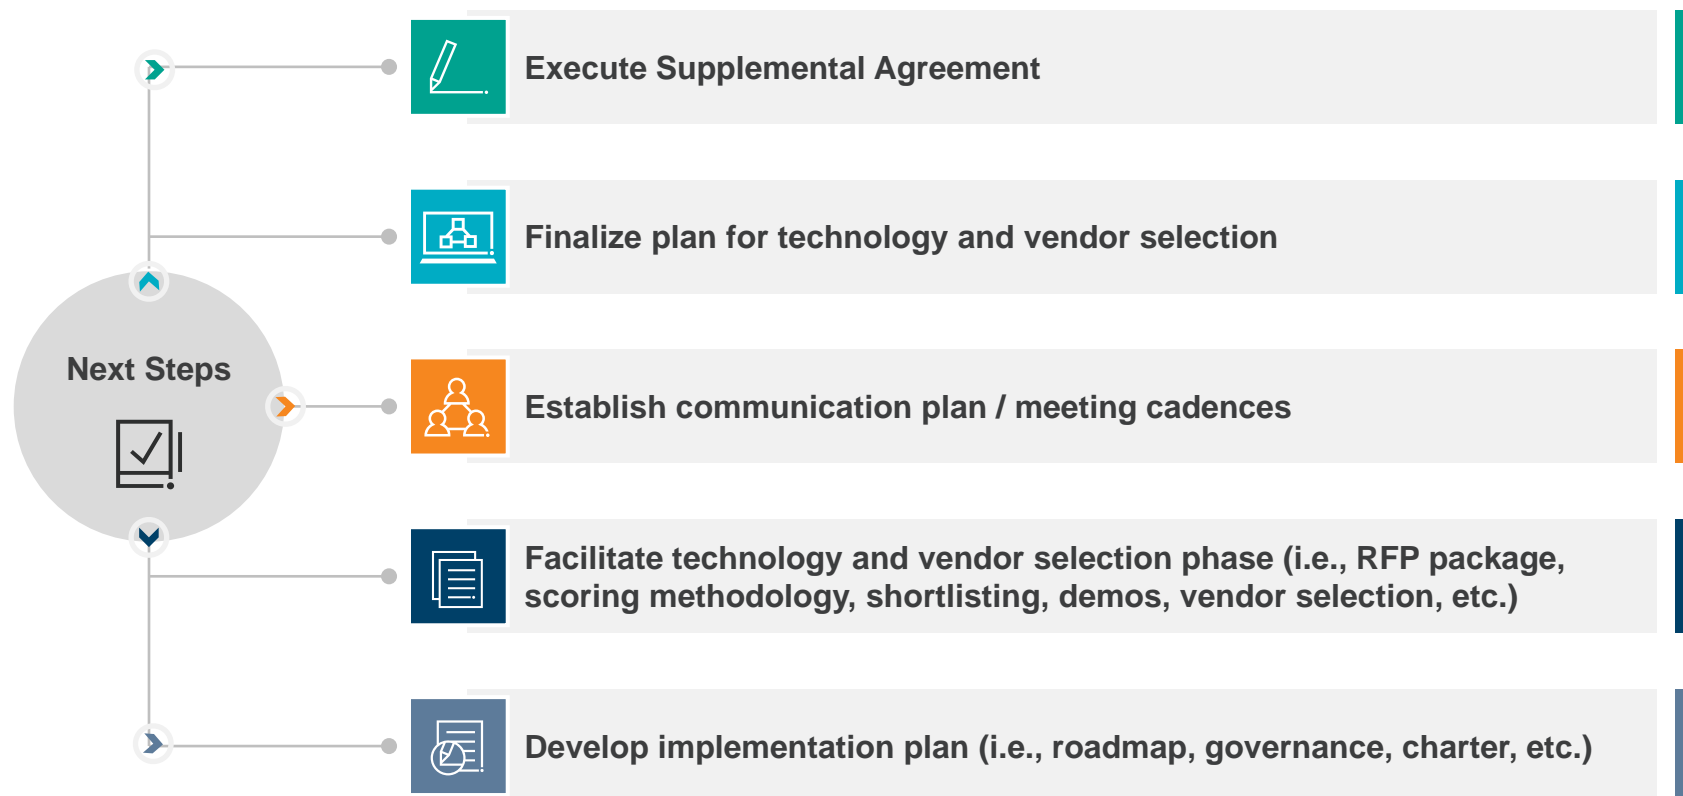 Execute Supplemental Agreement
Finalize plan for technology and vendor selection
Next Steps
Establish communication plan / meeting cadences
Facilitate technology and vendor selection phase (i.e., RFP package,
scoring methodology, shortlisting, demos, vendor selection, etc.)
Develop implementation plan (i.e., roadmap, governance, charter, etc.)